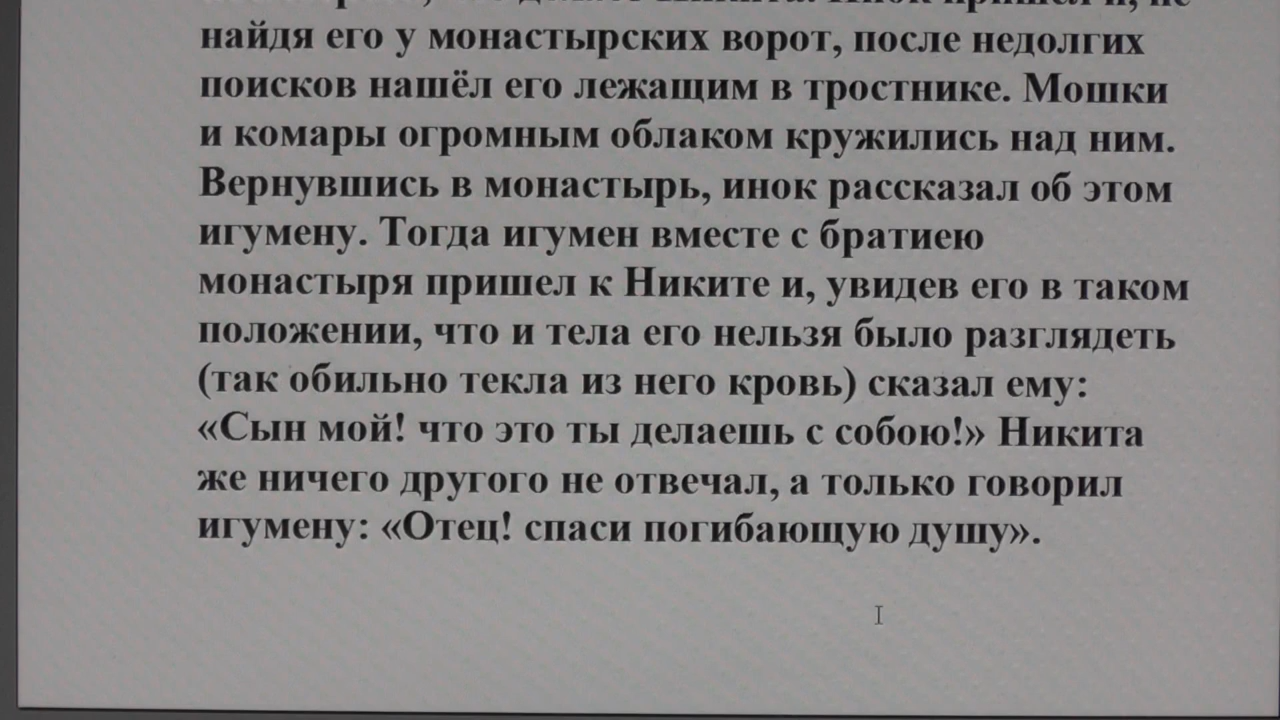 найдя его у монастырских ворот, после недолгих
поисков нашёл его лежащим в тростнике. Мошки
и комары огромным облаком кружились над ним.
Вернувшись в монастырь, инок рассказал об этом
игумену. Тогда игумен вместе с братиею
монастыря пришел к Никите и, увидев его в таком
положении, что и тела его нельзя было разглядеть
(так обильно текла из него кровь) сказал ему:
«Сын мой! что это ты делаешь с собою!» Никита
же ничего другого не отвечал, а только говорил
игумену: «Отец! спаси погибающую душу».